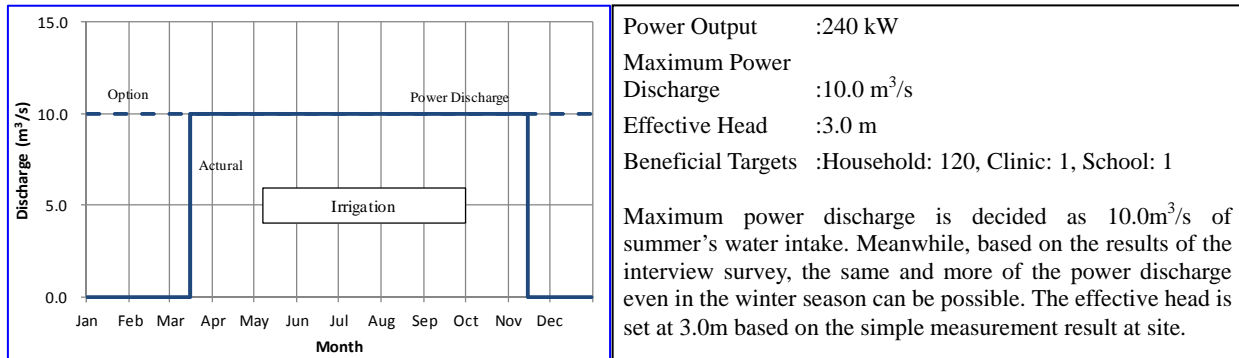 15.0
10.0
5.0
0.0
Discharge (m³/s)
Option
Power Discharge
Actural
Irrigation
Jan Feb Mar Apr May Jun Jul Aug Sep Oct Nov Dec
Month
Power Output :240 kW
Maximum Power
Discharge :10.0 m³/s
Effective Head :3.0 m
Beneficial Targets :Household: 120, Clinic: 1, School: 1
Maximum power discharge is decided as 10.0m³/s of
summer's water intake. Meanwhile, based on the results of the
interview survey, the same and more of the power discharge
even in the winter season can be possible. The effective head is
set at 3.0m based on the simple measurement result at site.